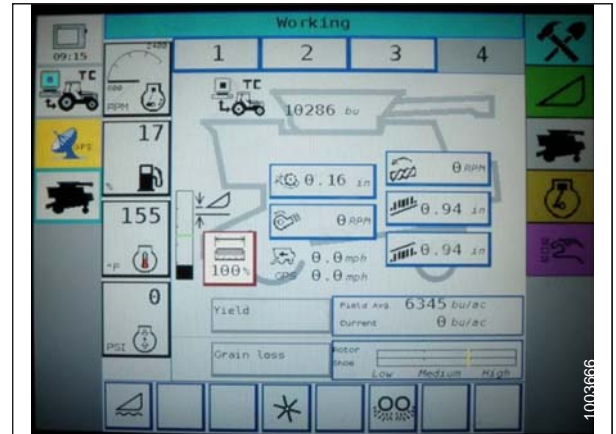 Working
09:15
TC
GPS
2400
600
RPM
17
%
155
°F
0
PSI
1
2
3
4
TC
10286 bu
0.16 in
0 RPM
0 RPM
0.94 in
0.94 in
0.0 mph
GPS 0.0 mph
100%
Yield
Field Avg. 6345 bu/ac
Current 0 bu/ac
Grain loss
Rotor
Shoe
Low Medium High
1003666